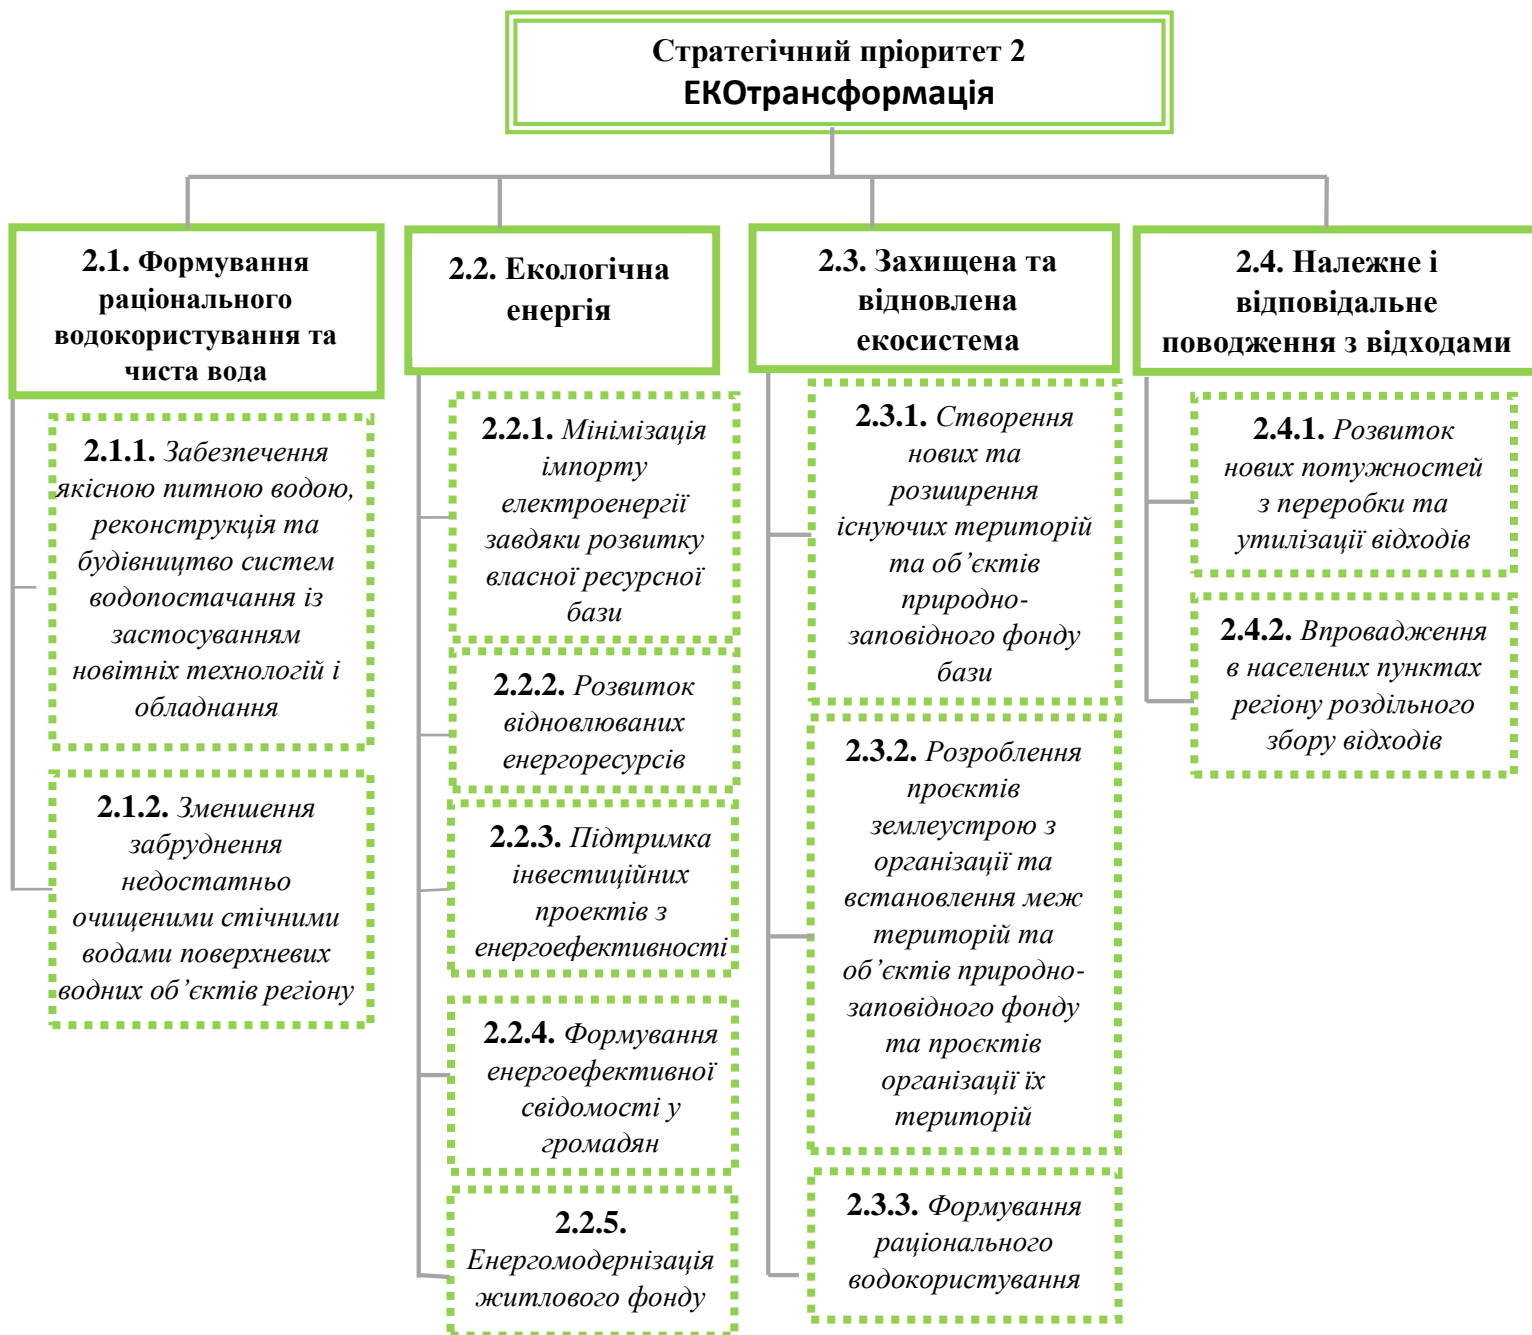 Стратегічний пріоритет 2
ЕКОтрансформація
2.1. Формування
раціонального
водокористування та
чиста вода
2.1.1. Забезпечення
якісною питною водою,
реконструкція та
будівництво систем
водопостачання із
застосуванням
новітніх технологій і
обладнання
2.1.2. Зменшення
забруднення
недостатньо
очищеними стічними
водами поверхневих
водних об’єктів регіону
2.2. Екологічна
енергія
2.2.1. Мінімізація
імпорту
електроенергії
завдяки розвитку
власної ресурсної
бази
2.2.2. Розвиток
відновлюваних
енергоресурсів
2.2.3. Підтримка
інвестиційних
проектів з
енергоефективності
2.2.4. Формування
енергоефективної
свідомості у
громадян
2.2.5.
Енергомодернізація
житлового фонду
2.3. Захищена та
відновлена
екосистема
2.3.1. Створення
нових та
розширення
існуючих територій
та об’єктів
природно-
заповідного фонду
бази
2.3.2. Розроблення
проєктів
землеустрою з
організації та
встановлення меж
територій та
об’єктів природно-
заповідного фонду
та проєктів
організації їх
територій
2.3.3. Формування
раціонального
водокористування
2.4. Належне і
відповідальне
поводження з відходами
2.4.1. Розвиток
нових потужностей
з переробки та
утилізації відходів
2.4.2. Впровадження
в населених пунктах
регіону роздільного
збору відходів